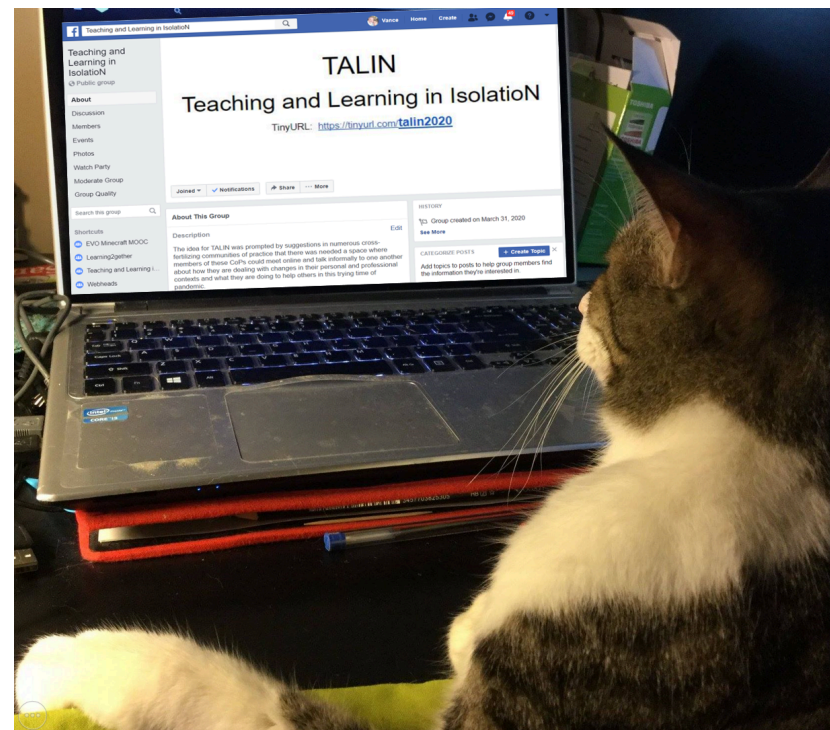 Teaching and Learning in IsolatioN
Vance Home Create
Teaching and
Learning in
IsolatioN
Public group
About
Discussion
Members
Events
Photos
Watch Party
Moderate Group
Group Quality
Search this group
Shortcuts
EVO Minecraft MOOC
Learning2gether
Teaching and Learning i...
Webheads
TALIN
Teaching and Learning in IsolatioN
TinyURL: https://tinyurl.com/talin2020
Joined Notifications Share ... More
About This Group
Description Edit
The idea for TALIN was prompted by suggestions in numerous cross-
fertilizing communities of practice that there was needed a space where
members of these CoPs could meet online and talk informally to one another
about how they are dealing with changes in their personal and professional
contexts and what they are doing to help others in this trying time of
pandemic.
HISTORY
Group created on March 31, 2020
See More
CATEGORIZE POSTS + Create Topic
Add topics to posts to help group members find
the information they're interested in.
TOSHIBA
Caps Lock
Shift
Ctrl Fn Alt
intel
CORE i3